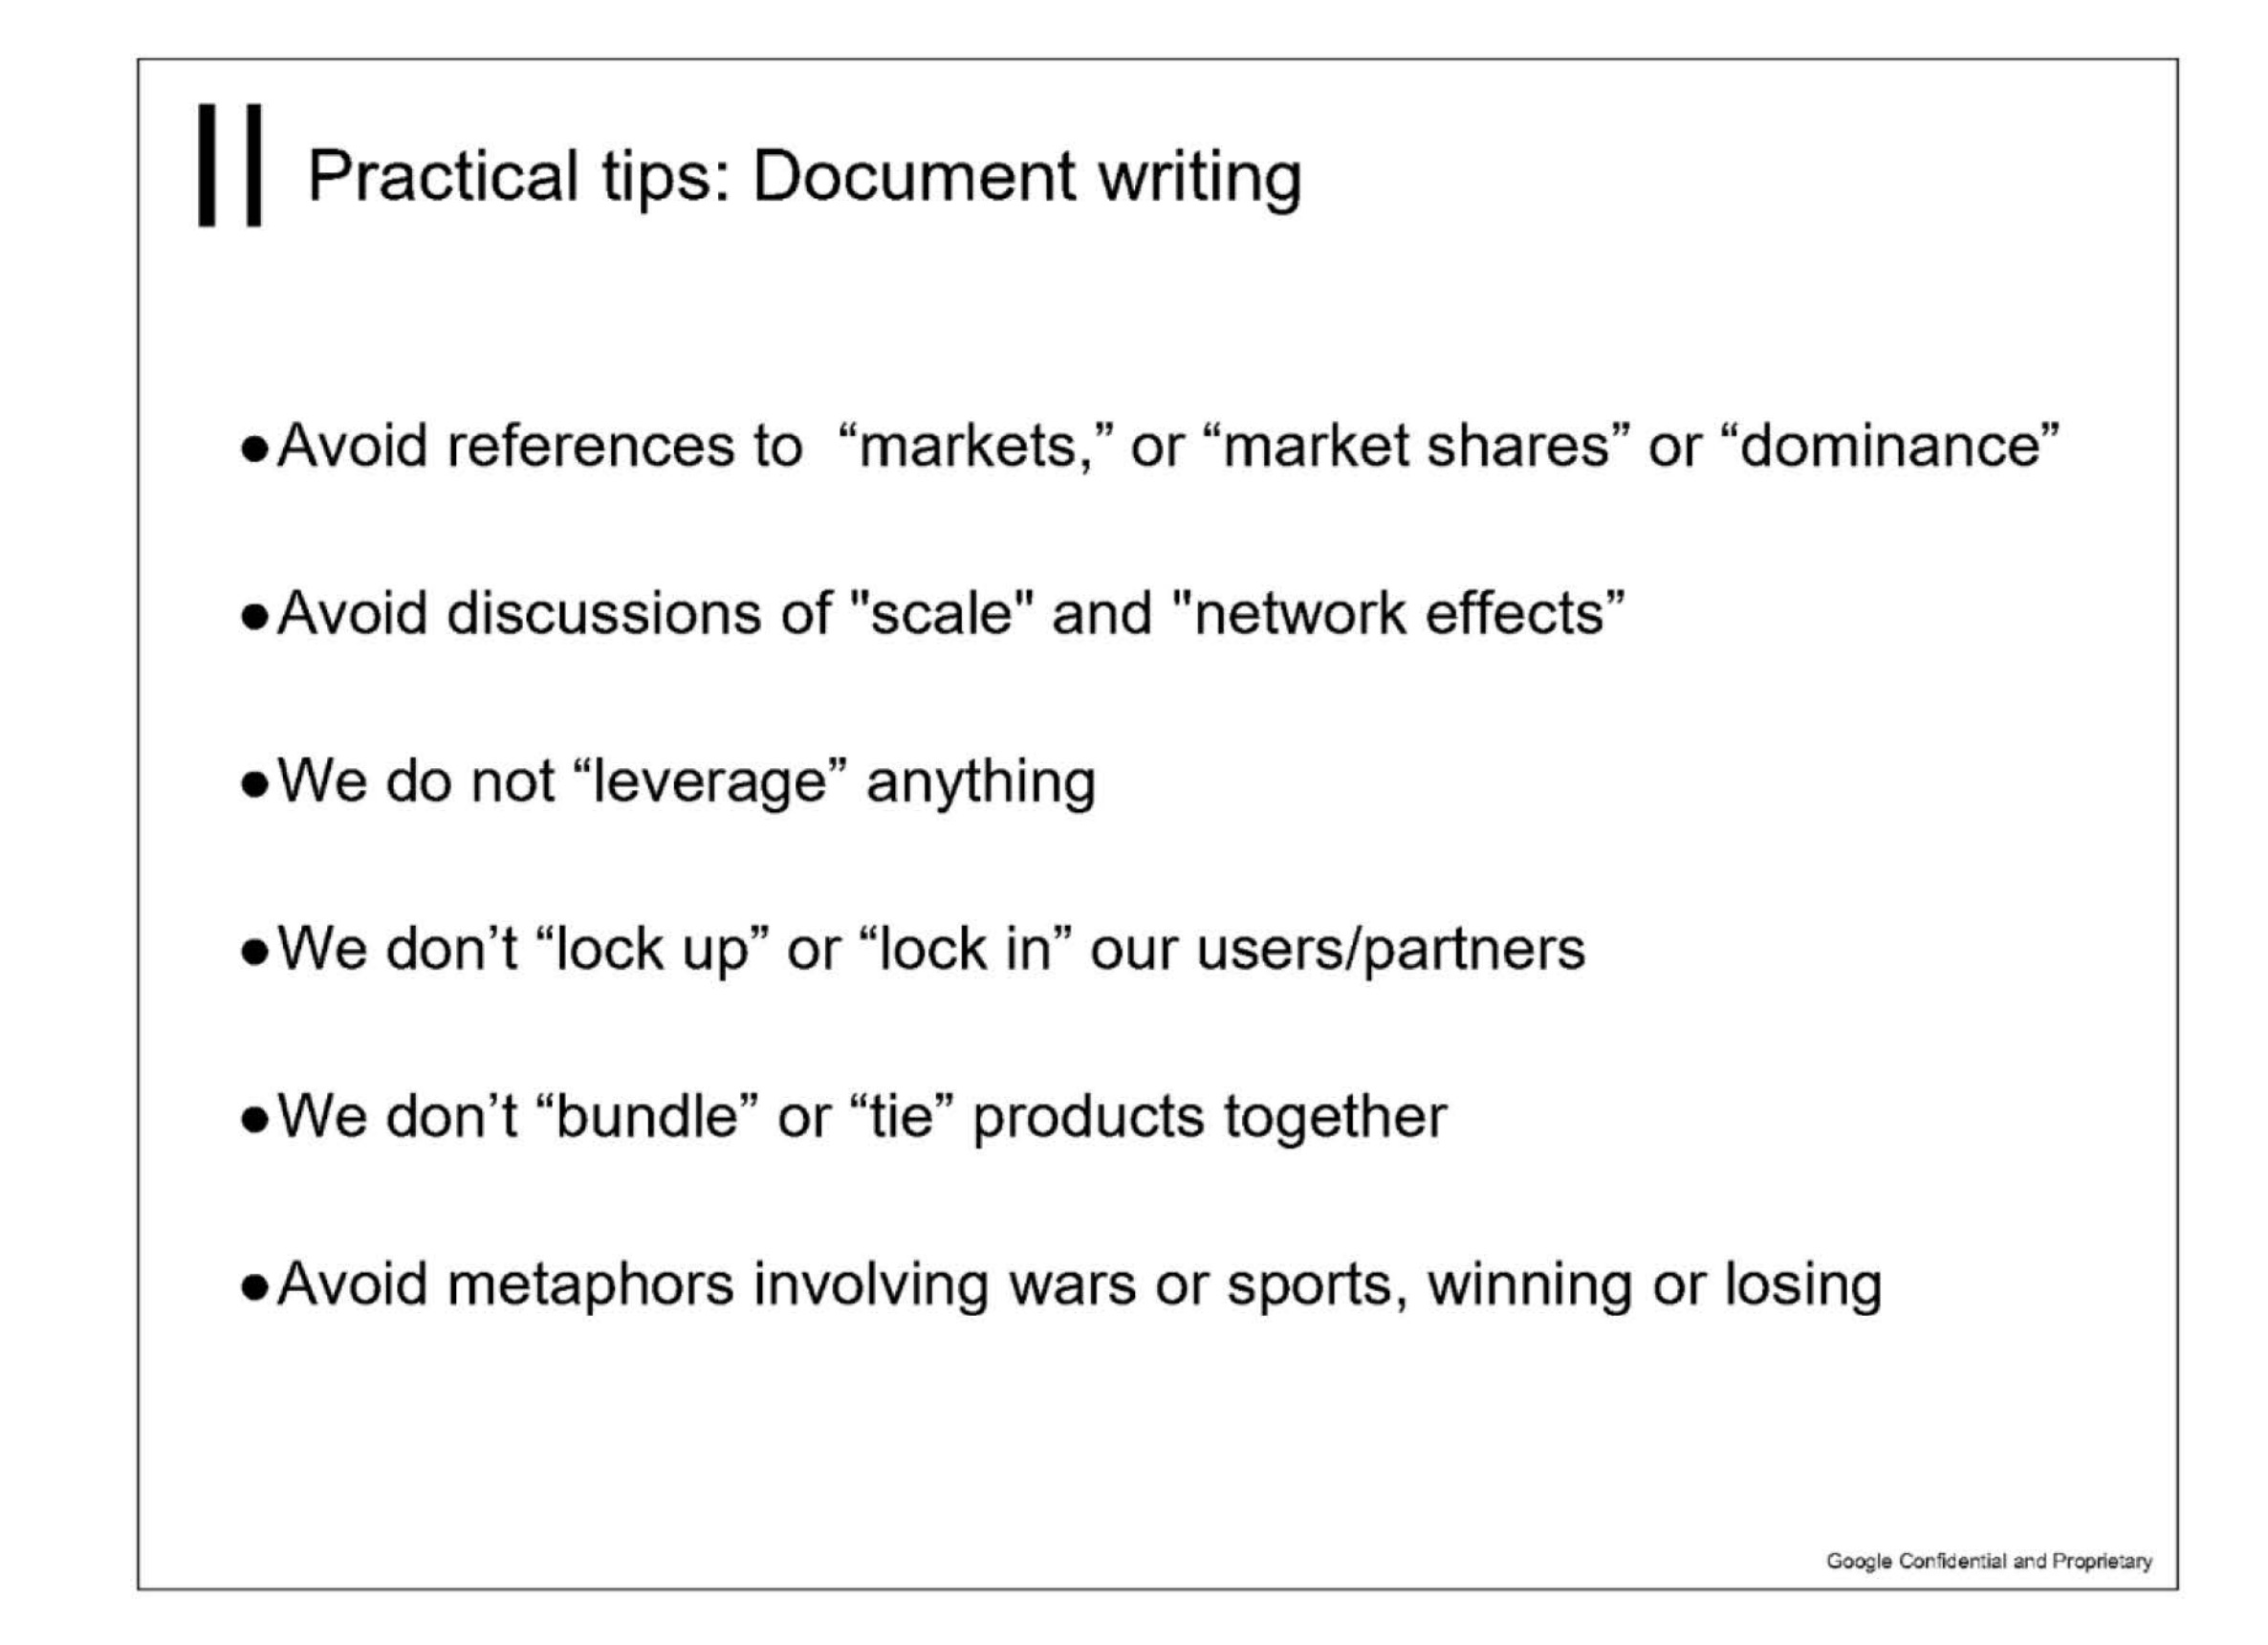 Practical tips: Document writing
●Avoid references to  “markets,” or “market shares” or “dominance”
●Avoid discussions of "scale" and "network effects”
●We do not “leverage” anything
●We don’t “lock up” or “lock in” our users/partners
●We don’t “bundle” or “tie” products together
●Avoid metaphors involving wars or sports, winning or losing
Google Confidential and Proprietary